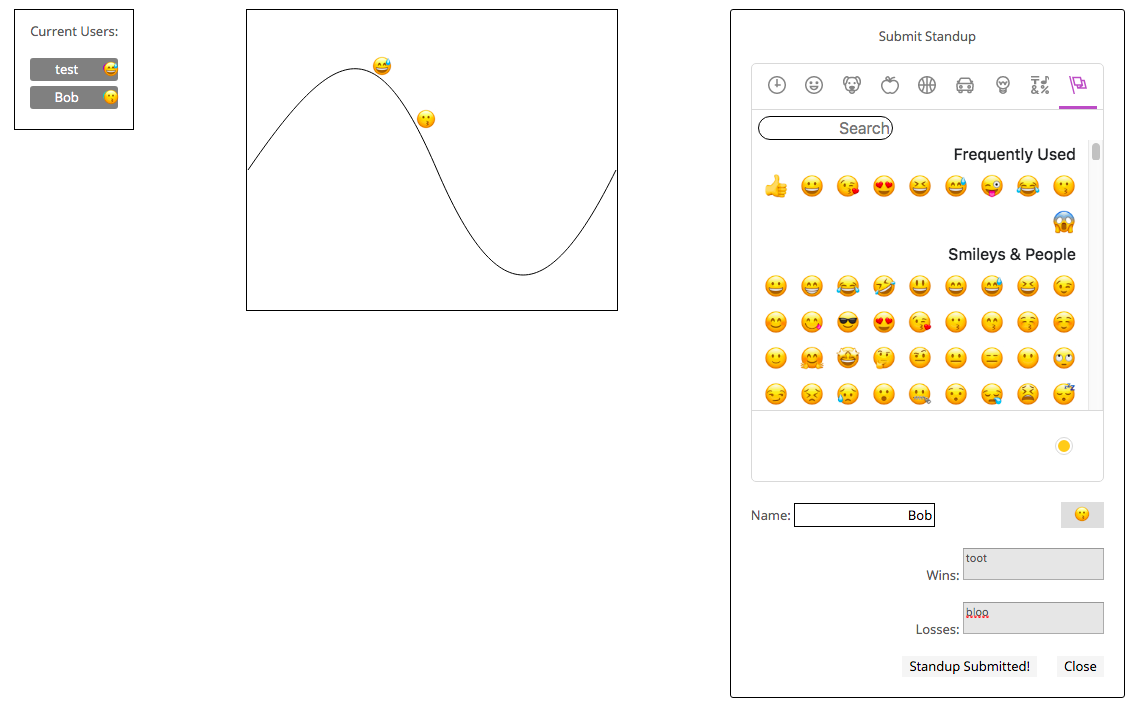 Current Users:
test
Bob
Submit Standup
Search
Frequently Used
Smileys & People
Name: Bob
Wins: toot
Losses: bloo
Standup Submitted! Close